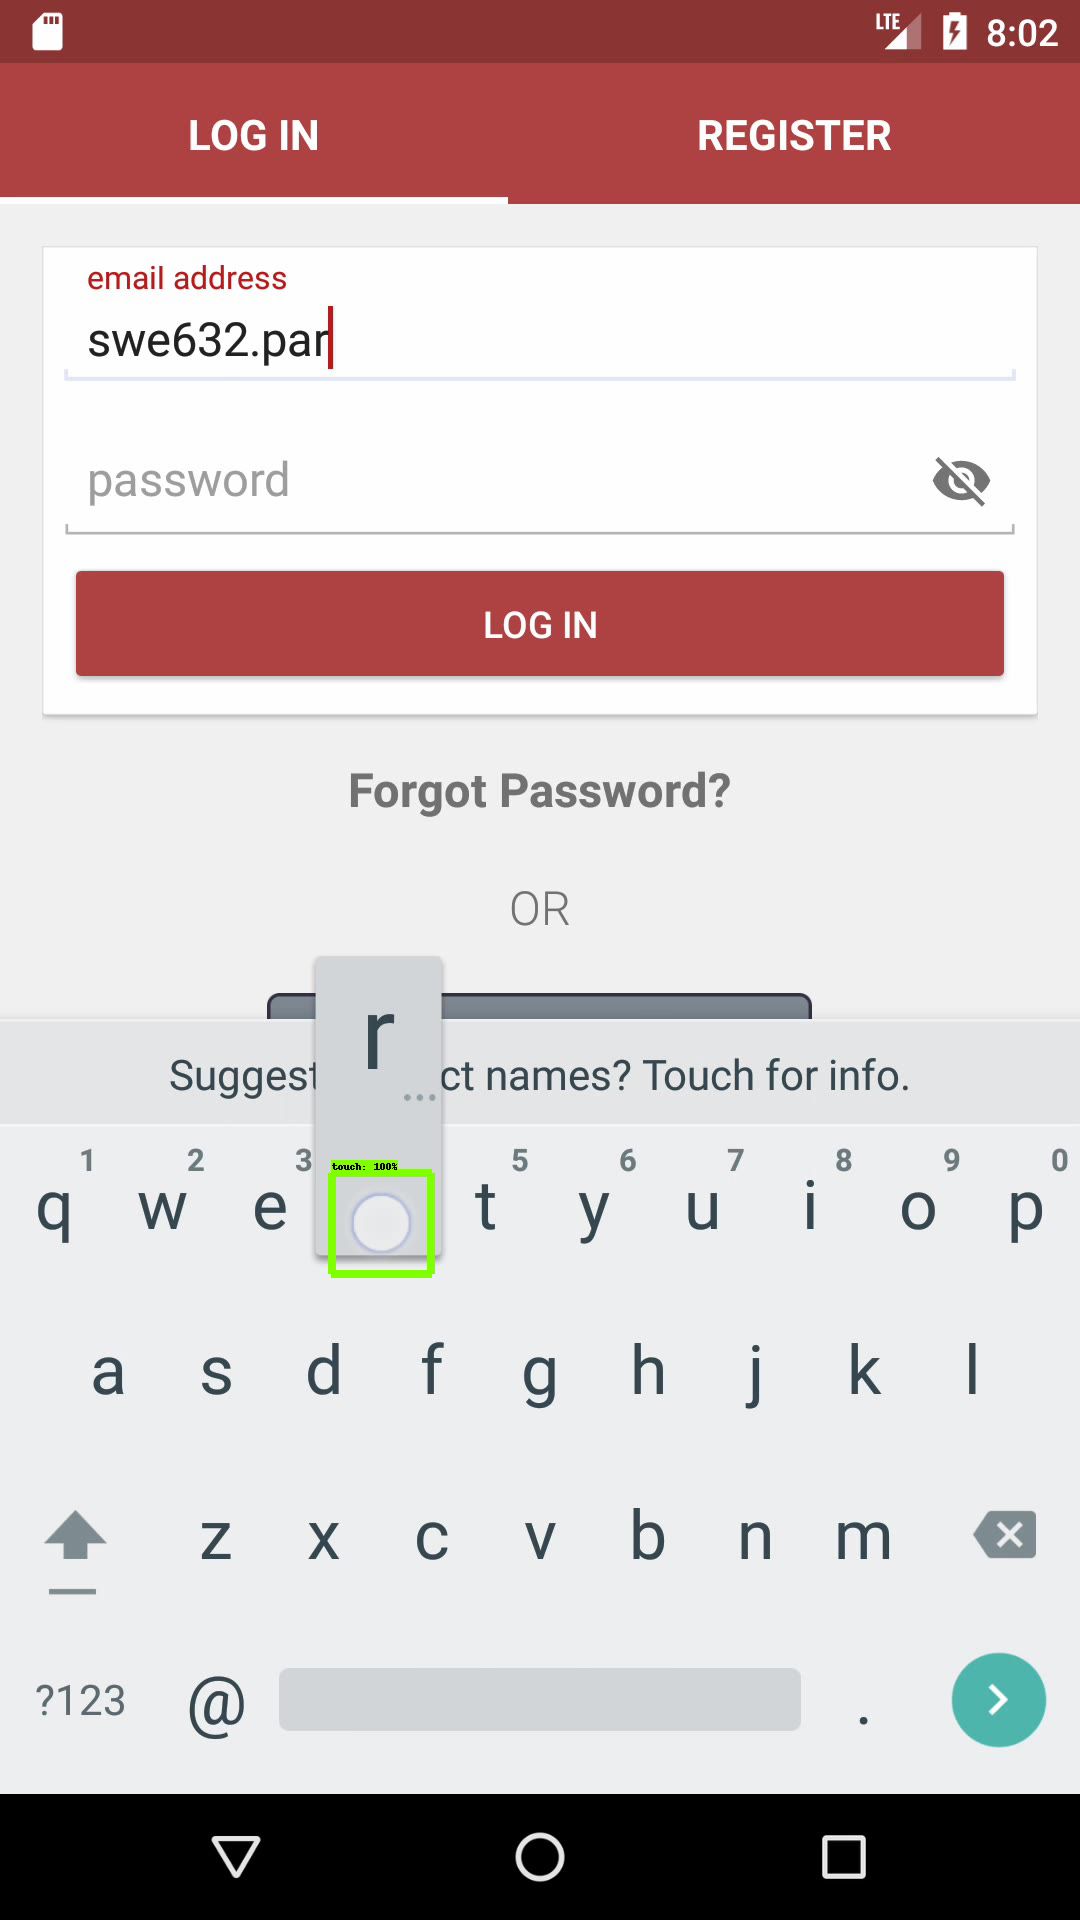 LTE 8:02
LOG IN REGISTER
email address
swe632.par
password
LOG IN
Forgot Password?
OR
r
Suggest ct names? Touch for info.
...
touch: 100%
1 2 3 5 6 7 8 9 0
q w e t y u i o p
a s d f g h j k l
z x c v b n m
?123 @ .